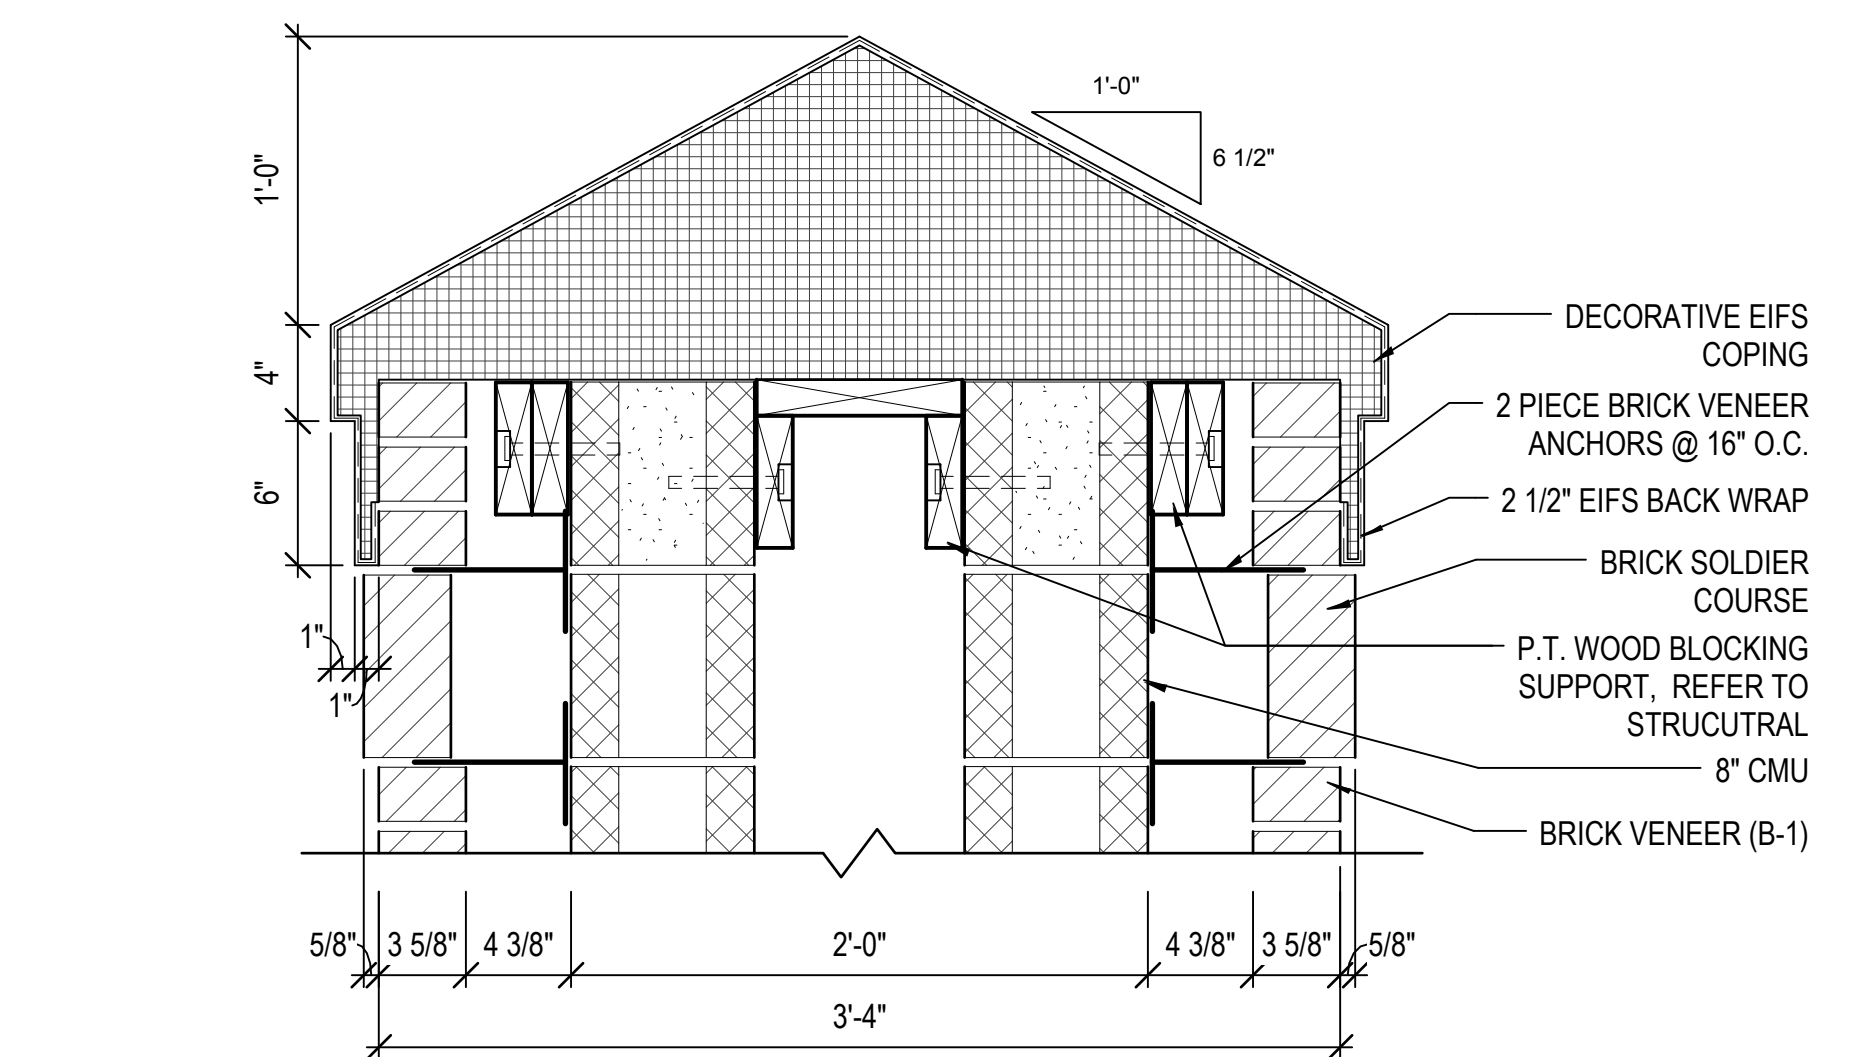 1'-0"
6 1/2"
1'-0"
4"
6"
1"
1"
DECORATIVE EIFS
COPING
2 PIECE BRICK VENEER
ANCHORS @ 16" O.C.
2 1/2" EIFS BACK WRAP
BRICK SOLDIER
COURSE
P.T. WOOD BLOCKING
SUPPORT, REFER TO
STRUCUTRAL
8" CMU
BRICK VENEER (B-1)
5/8" 3 5/8" 4 3/8" 2'-0" 4 3/8" 3 5/8" 5/8"
3'-4"